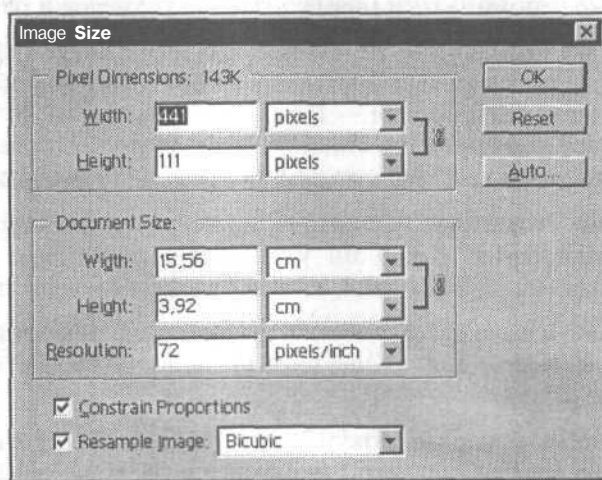 Image Size
Pixel Dimensions: 143K
Width: 441 pixels
Height: 111 pixels
OK
Reset
Auto...
Document Size:
Width: 15,56 cm
Height: 3,92 cm
Resolution: 72 pixels/inch
Constrain Proportions
Resample Image: Bicubic